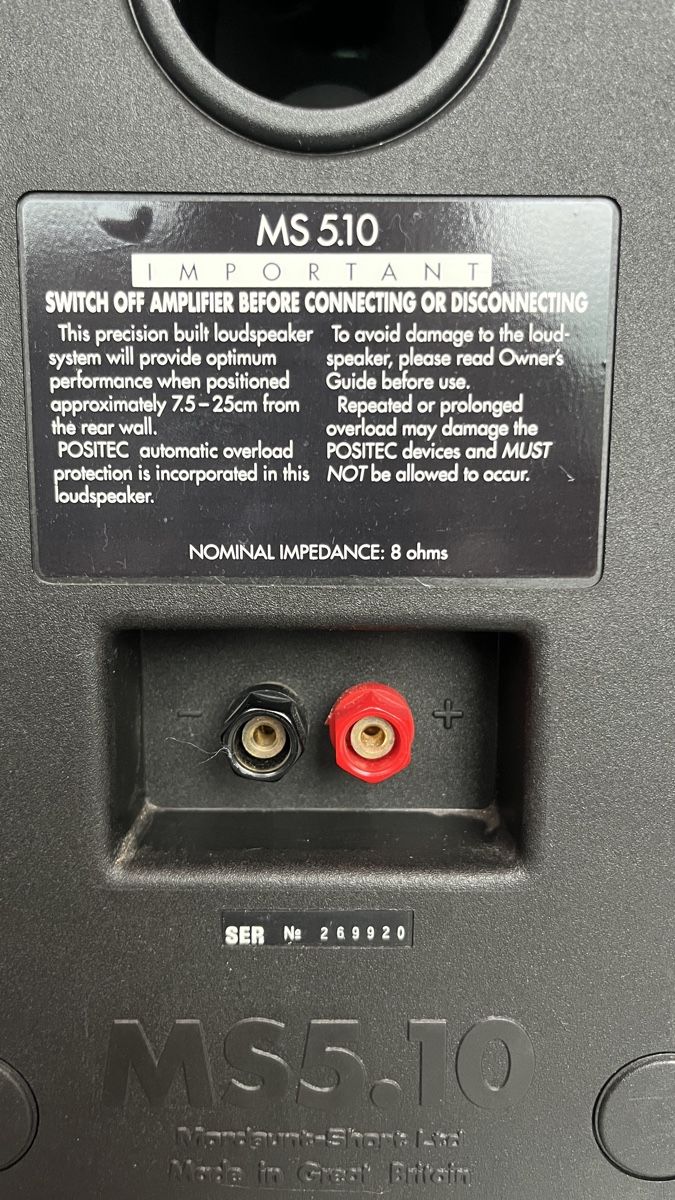 MS 5.10
IMPORTANT
SWITCH OFF AMPLIFIER BEFORE CONNECTING OR DISCONNECTING
This precision built loudspeaker
system will provide optimum
performance when positioned
approximately 7.5–25cm from
the rear wall.
POSITEC automatic overload
protection is incorporated in this
loudspeaker.
To avoid damage to the loud-
speaker, please read Owner's
Guide before use.
Repeated or prolonged
overload may damage the
POSITEC devices and MUST
NOT be allowed to occur.
NOMINAL IMPEDANCE: 8 ohms
− +
SER № 269920
MS5.10
Mordaunt-Short Ltd
Made in Great Britain